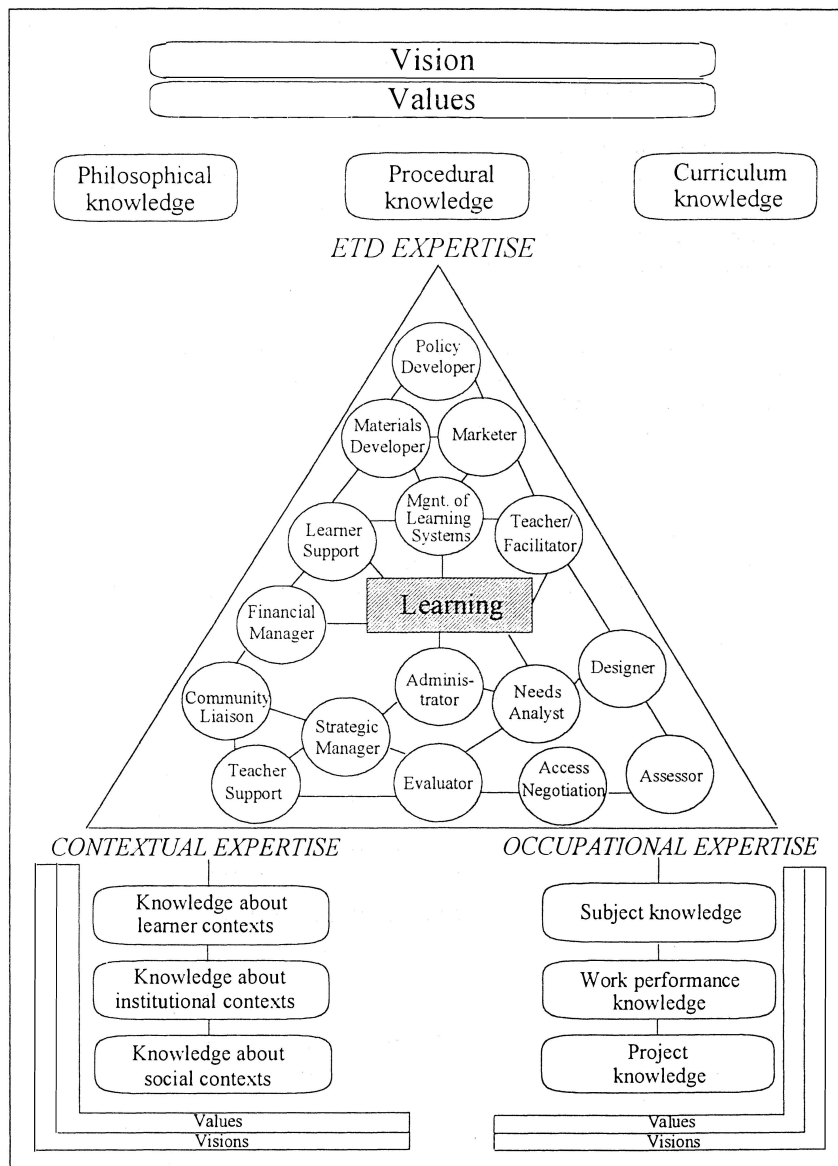 Vision
Values
Philosophical
knowledge
Procedural
knowledge
Curriculum
knowledge
ETD EXPERTISE
Policy
Developer
Materials
Developer
Marketer
Mgnt. of
Learning
Systems
Learner
Support
Teacher/
Facilitator
Learning
Financial
Manager
Designer
Adminis-
trator
Needs
Analyst
Community
Liaison
Strategic
Manager
Teacher
Support
Evaluator
Access
Negotiation
Assessor
CONTEXTUAL EXPERTISE
Knowledge about
learner contexts
Knowledge about
institutional contexts
Knowledge about
social contexts
Values
Visions
OCCUPATIONAL EXPERTISE
Subject knowledge
Work performance
knowledge
Project
knowledge
Values
Visions